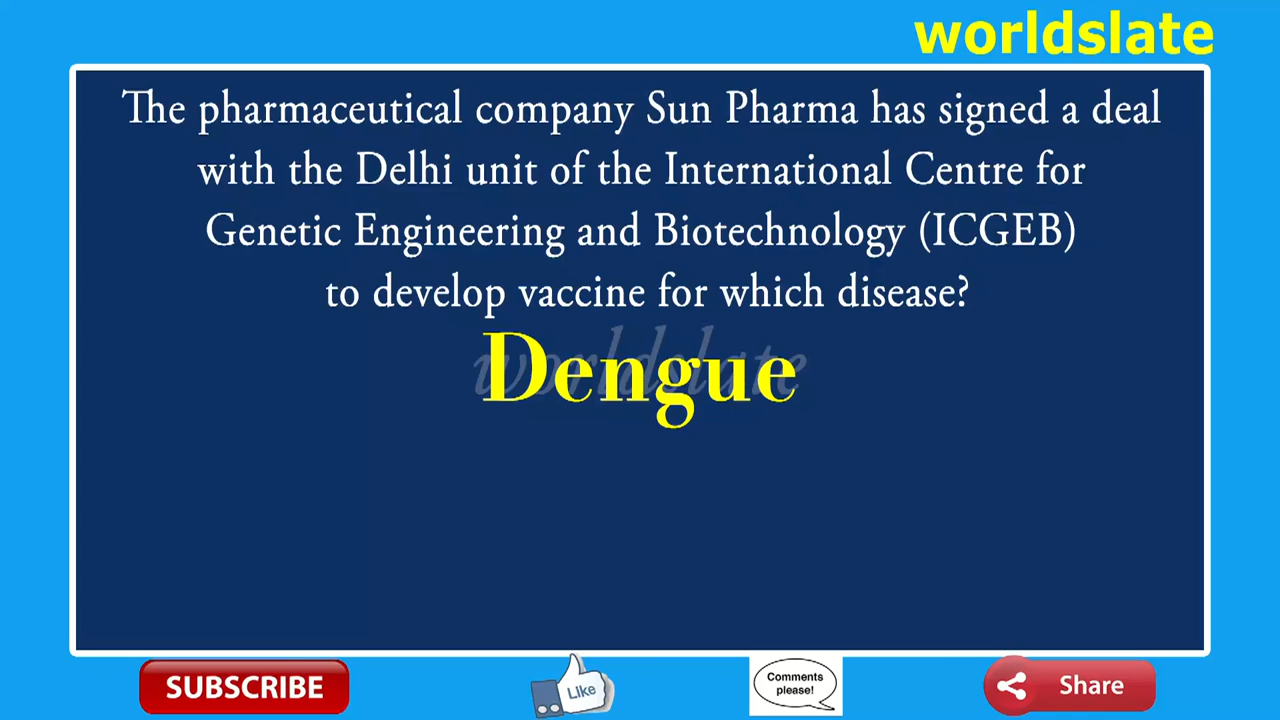 worldslate
The pharmaceutical company Sun Pharma has signed a deal
with the Delhi unit of the International Centre for
Genetic Engineering and Biotechnology (ICGEB)
to develop vaccine for which disease?
worldslate
Dengue
SUBSCRIBE
Like
Comments
please!
Share